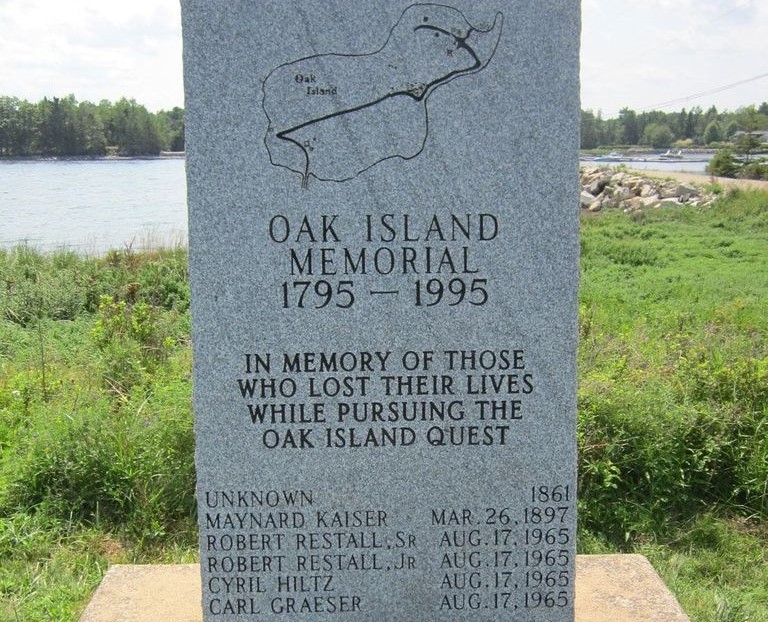 Oak
Island
OAK ISLAND
MEMORIAL
1795 — 1995
IN MEMORY OF THOSE
WHO LOST THEIR LIVES
WHILE PURSUING THE
OAK ISLAND QUEST
UNKNOWN 1861
MAYNARD KAISER MAR. 26, 1897
ROBERT RESTALL, SR AUG. 17, 1965
ROBERT RESTALL, JR AUG. 17, 1965
CYRIL HILTZ AUG. 17, 1965
CARL GRAESER AUG. 17, 1965